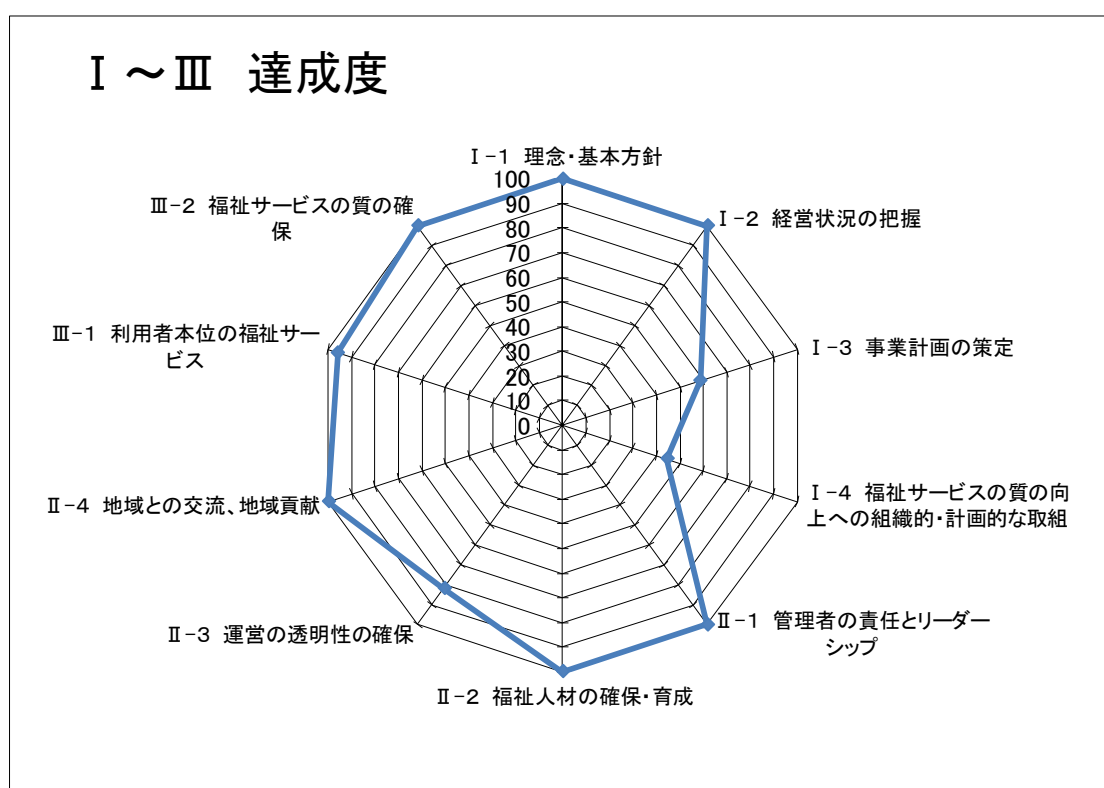 Ⅰ~Ⅲ 達成度
Ⅰ-1 理念・基本方針
Ⅰ-2 経営状況の把握
Ⅰ-3 事業計画の策定
Ⅰ-4 福祉サービスの質の向
上への組織的・計画的な取組
Ⅱ-1 管理者の責任とリーダー
シップ
Ⅱ-2 福祉人材の確保・育成
Ⅱ-3 運営の透明性の確保
Ⅱ-4 地域との交流、地域貢献
Ⅲ-1 利用者本位の福祉サー
ビス
Ⅲ-2 福祉サービスの質の確
保
100
90
80
70
60
50
40
30
20
10
0